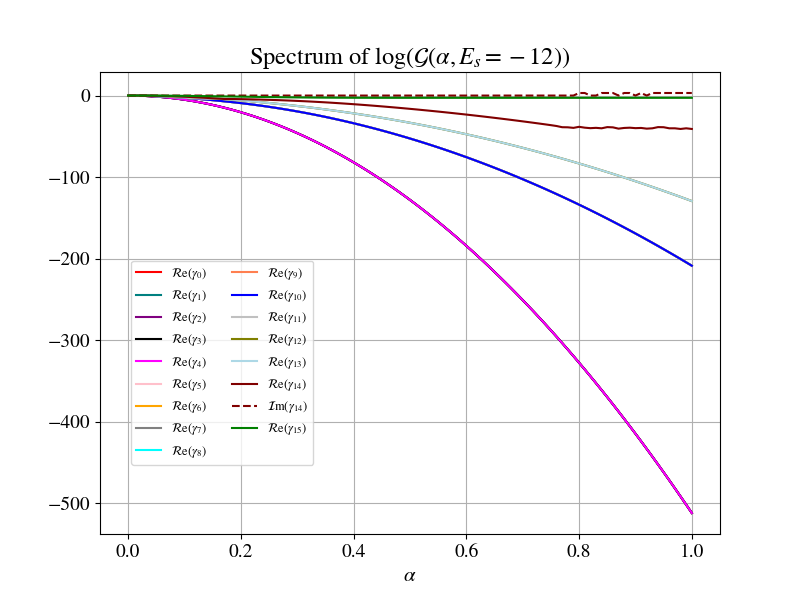 Spectrum of log(𝒢(α, E_s = −12))
0
−100
−200
−300
−400
−500
ℛe(γ₀)
ℛe(γ₁)
ℛe(γ₂)
ℛe(γ₃)
ℛe(γ₄)
ℛe(γ₅)
ℛe(γ₆)
ℛe(γ₇)
ℛe(γ₈)
ℛe(γ₉)
ℛe(γ₁₀)
ℛe(γ₁₁)
ℛe(γ₁₂)
ℛe(γ₁₃)
ℛe(γ₁₄)
ℐm(γ₁₄)
ℛe(γ₁₅)
0.0 0.2 0.4 0.6 0.8 1.0
α